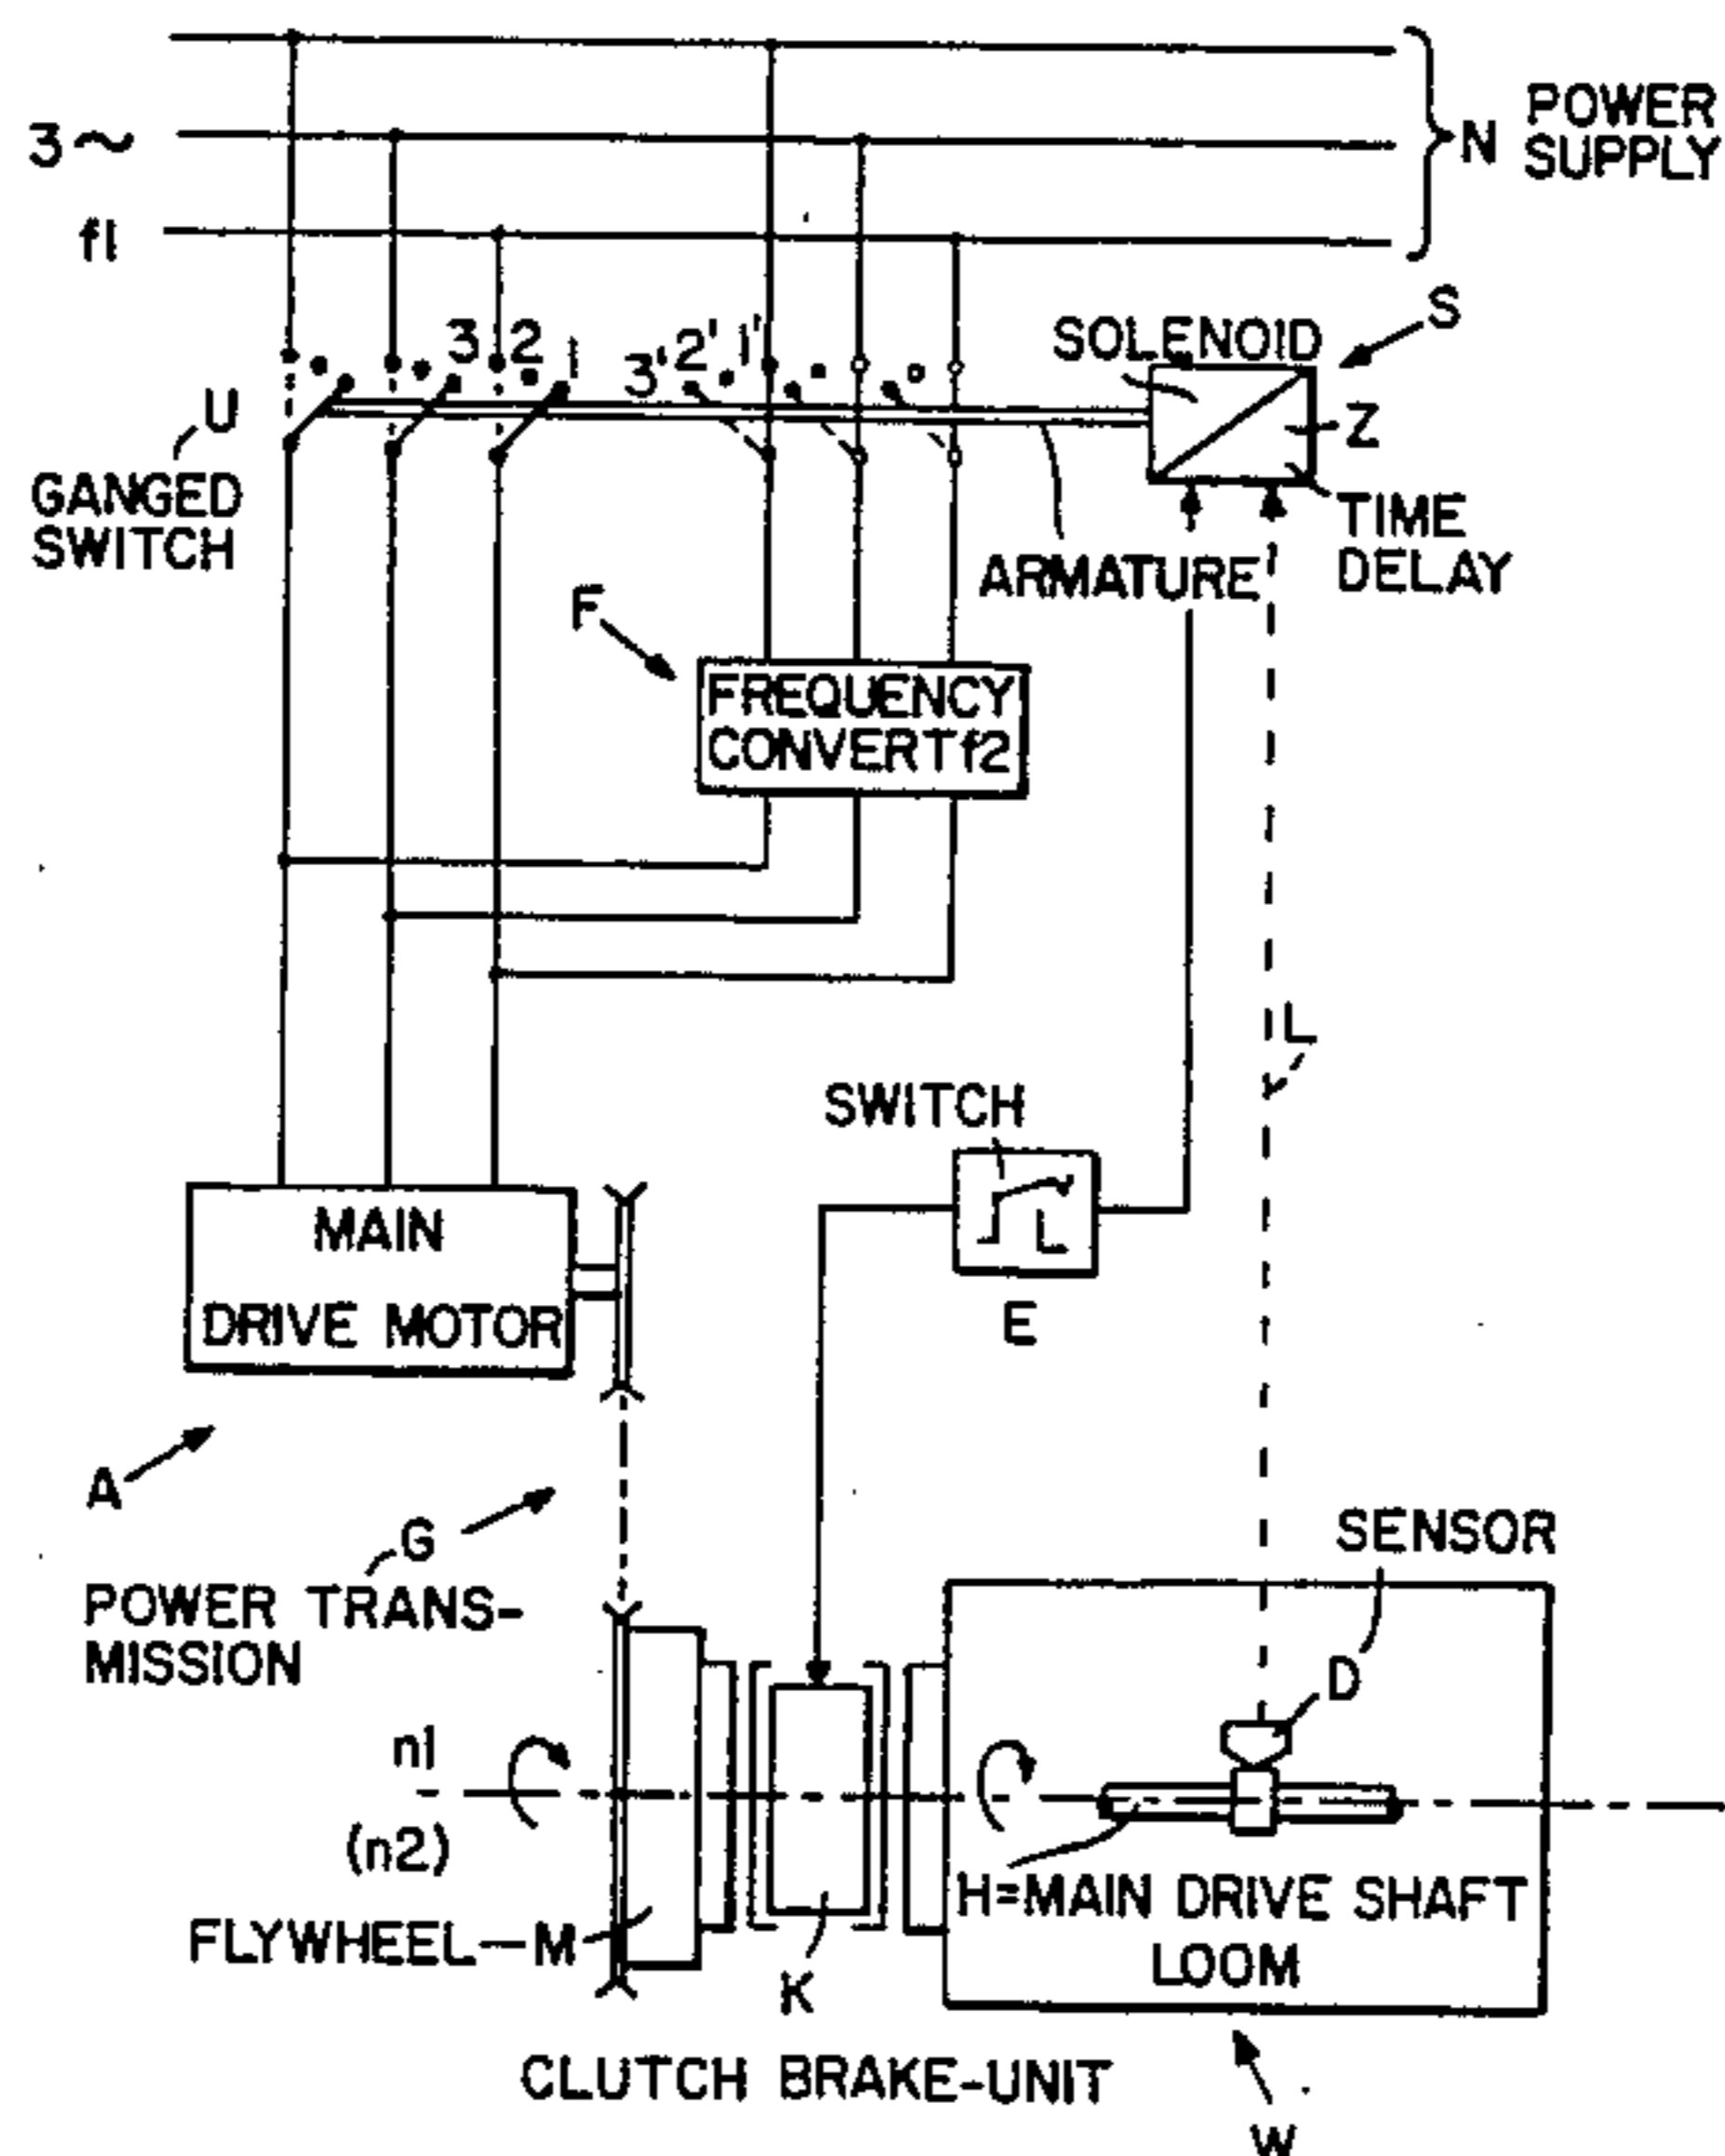 3~
f1
N
POWER
SUPPLY
S
SOLENOID
3 2 1
3' 2' 1'
Z
U
GANGED
SWITCH
TIME
DELAY
ARMATURE
F
FREQUENCY
CONVERT f2
L
SWITCH
E
MAIN
DRIVE MOTOR
A
G
POWER TRANS-
MISSION
SENSOR
D
n1
(n2)
H=MAIN DRIVE SHAFT
FLYWHEEL—M
LOOM
K
CLUTCH BRAKE-UNIT
W